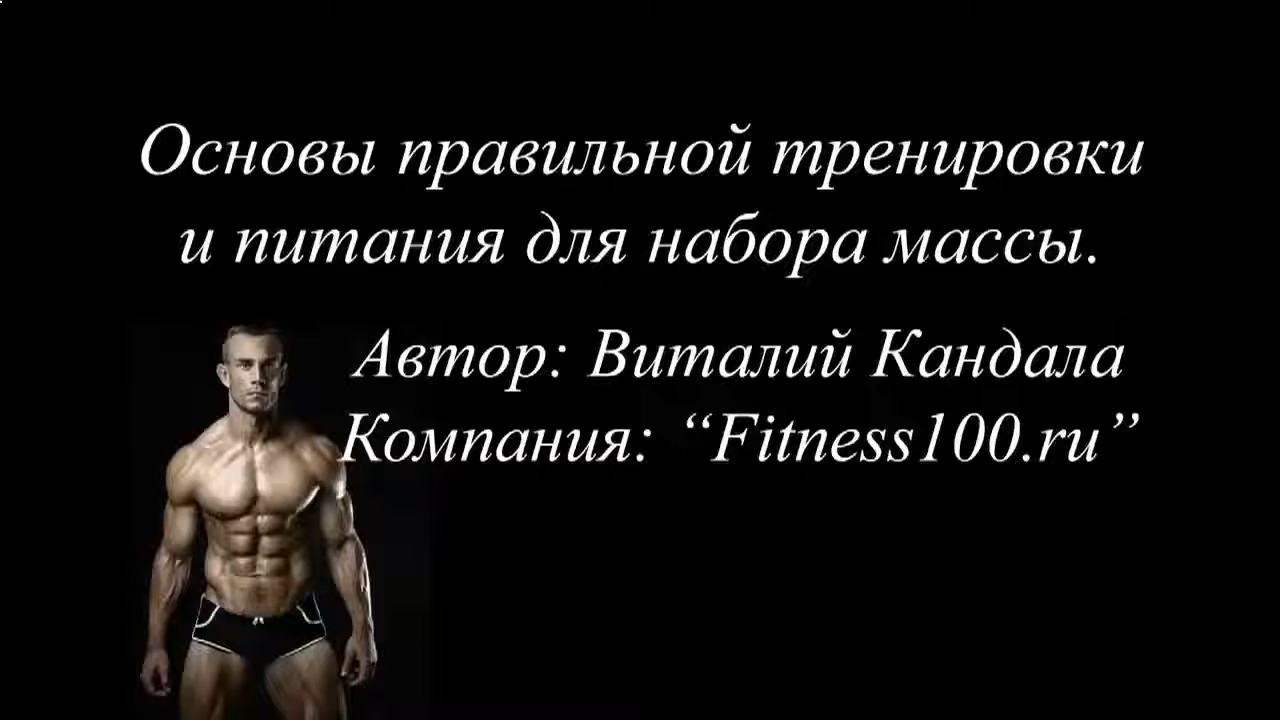 Основы правильной тренировки
и питания для набора массы.
Автор: Виталий Кандала
Компания: “Fitness100.ru”